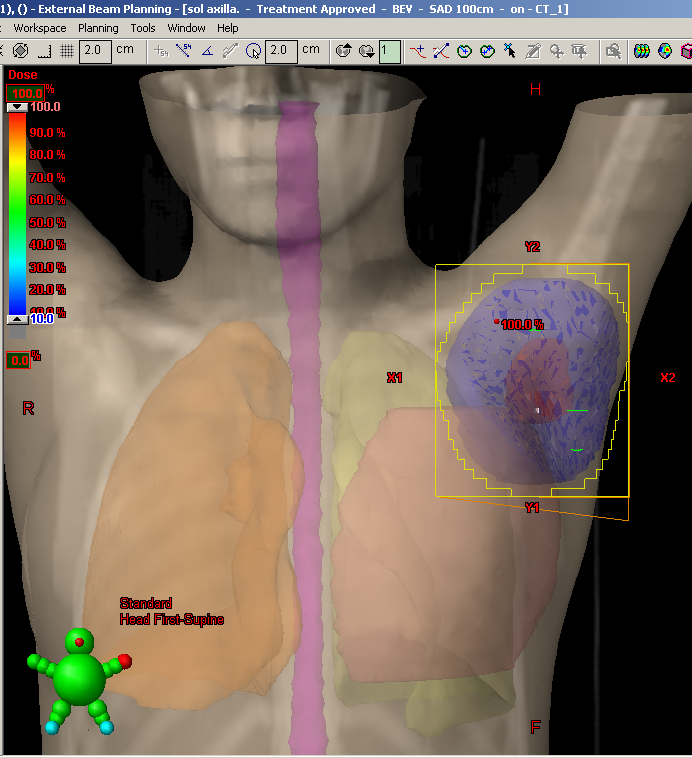 1), () - External Beam Planning - [sol axilla. - Treatment Approved - BEV - SAD 100cm - on - CT_1]
Workspace Planning Tools Window Help
2.0 cm 2.0 cm 1
Dose
100.0 %
100.0
90.0 %
80.0 %
70.0 %
60.0 %
50.0 %
40.0 %
30.0 %
20.0 %
10.0 %
10.0
0.0 %
H
Y2
100.0 %
X1
X2
R
Y1
Standard
Head First-Supine
F